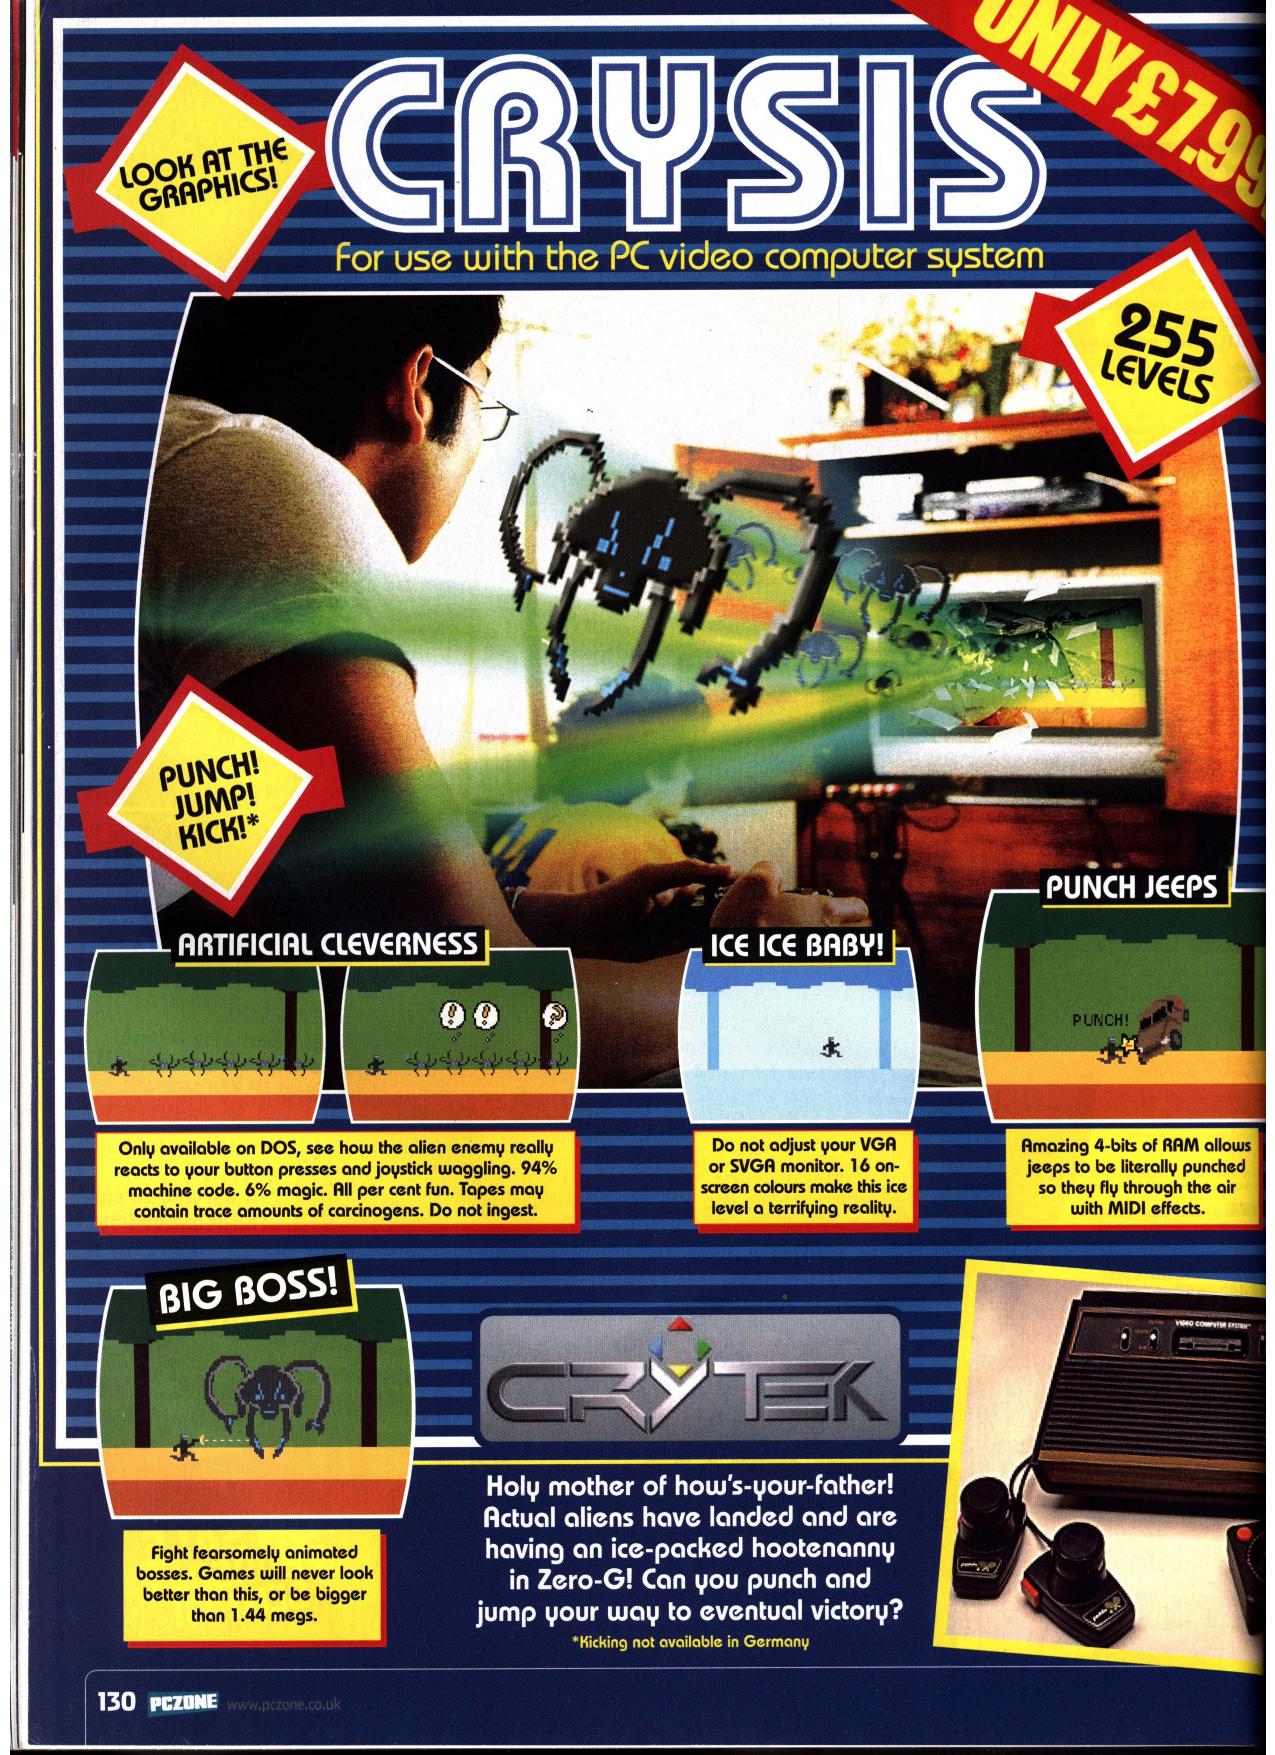 ONLY £7.99
CRYSIS
LOOK AT THE
GRAPHICS!
For use with the PC video computer system
255
LEVELS
PUNCH!
JUMP!
KICK!*
PUNCH JEEPS
ARTIFICIAL CLEVERNESS
ICE ICE BABY!
!
!
?
PUNCH!
Only available on DOS, see how the alien enemy really
reacts to your button presses and joystick waggling. 94%
machine code. 6% magic. All per cent fun. Tapes may
contain trace amounts of carcinogens. Do not ingest.
Do not adjust your VGA
or SVGA monitor. 16 on-
screen colours make this ice
level a terrifying reality.
Amazing 4-bits of RAM allows
jeeps to be literally punched
so they fly through the air
with MIDI effects.
BIG BOSS!
VIDEO COMPUTER SYSTEM
CRYTEK
Fight fearsomely animated
bosses. Games will never look
better than this, or be bigger
than 1.44 megs.
Holy mother of how's-your-father!
Actual aliens have landed and are
having an ice-packed hootenanny
in Zero-G! Can you punch and
jump your way to eventual victory?
*Kicking not available in Germany
130 PCZONE www.pczone.co.uk